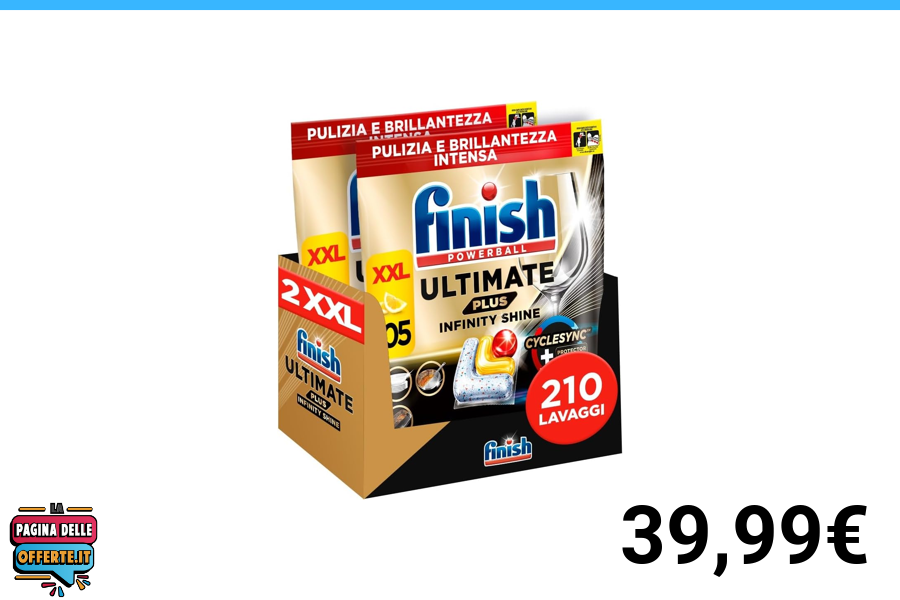 PULIZIA E BRILLANTEZZA
INTENSA
PULIZIA E BRILLANTEZZA
INTENSA
finish
POWERBALL
XXL
XXL
ULTIMATE
PLUS
INFINITY SHINE
2 XXL
05
CYCLESYNC
+ PROTECTOR
finish
ULTIMATE
PLUS
INFINITY SHINE
210
LAVAGGI
finish
LA
PAGINA DELLE
OFFERTE.IT
39,99€